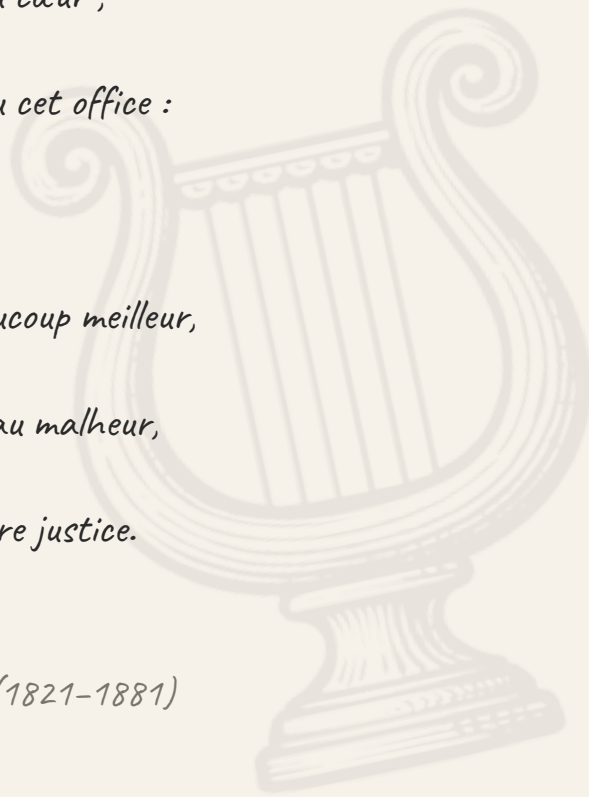 cœur ;
cet office :
ucoup meilleur,
au malheur,
re justice.
(1821–1881)